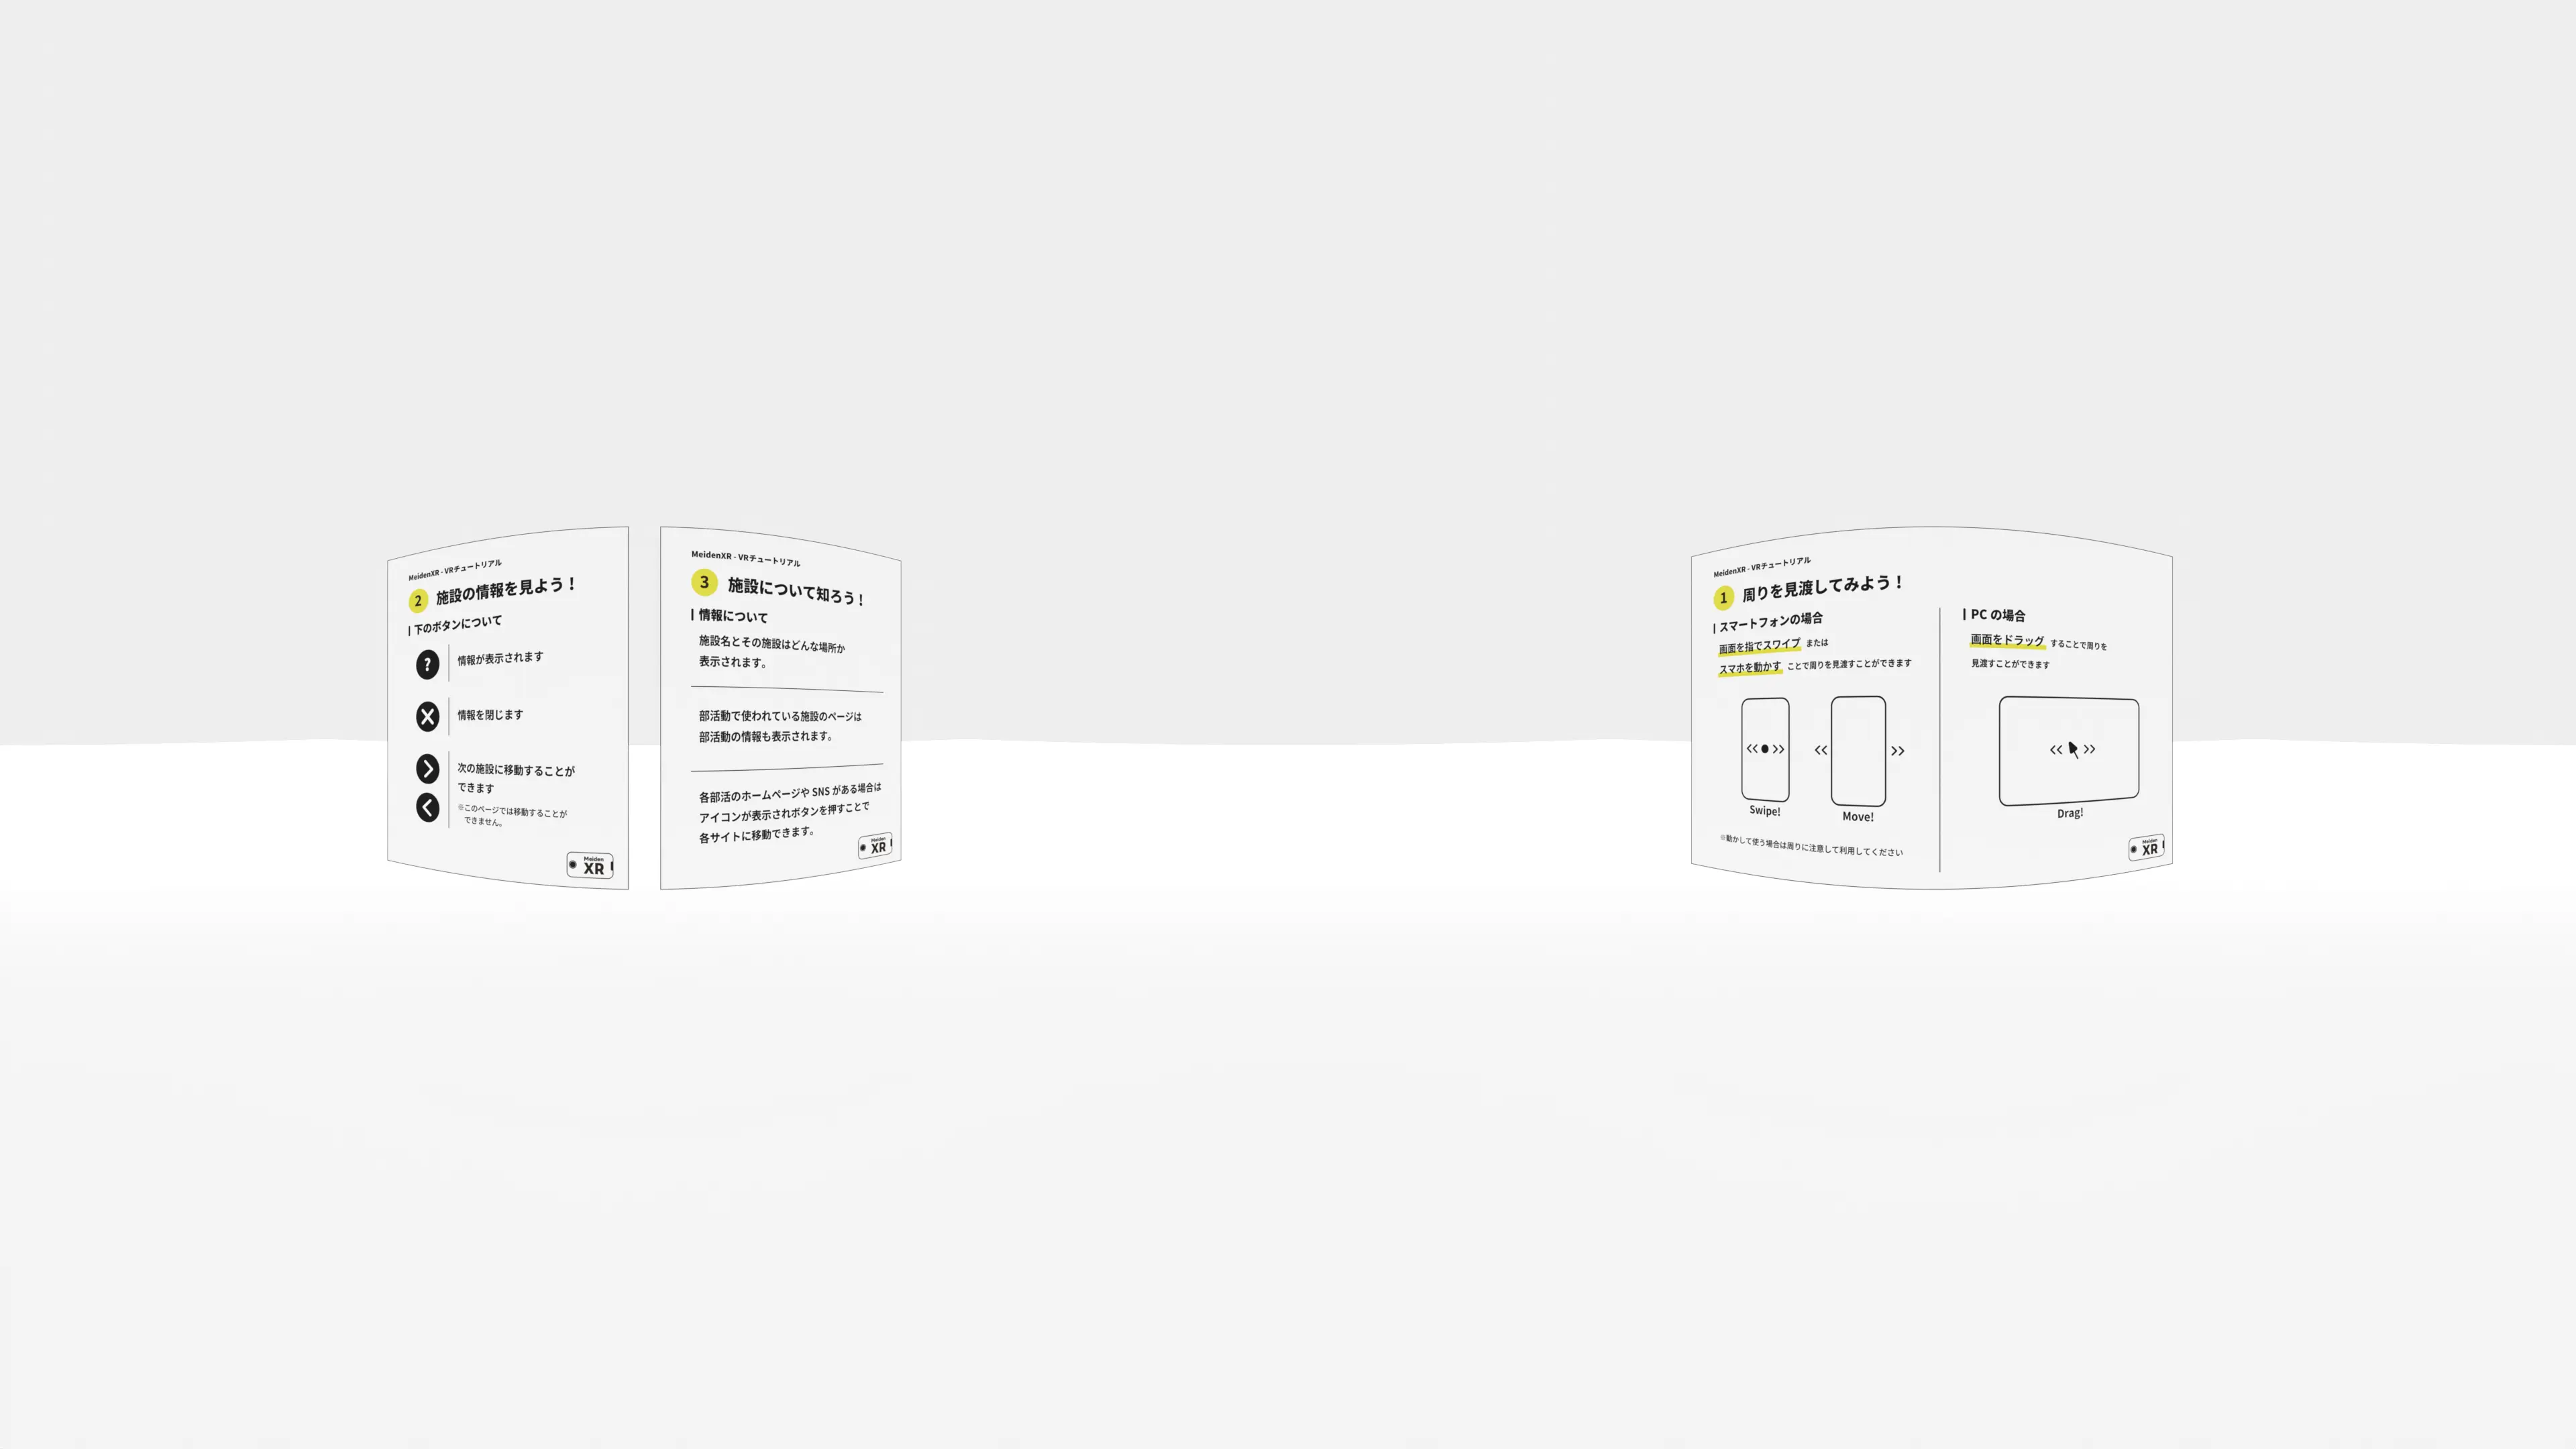 MeidenXR - VRチュートリアル
2 施設の情報を見よう！
下のボタンについて
?
情報が表示されます
情報を閉じます
次の施設に移動することが
できます
※このページでは移動することが
できません。
Meiden
XR
MeidenXR - VRチュートリアル
3 施設について知ろう！
情報について
施設名とその施設はどんな場所か
表示されます。
部活動で使われている施設のページは
部活動の情報も表示されます。
各部活のホームページや SNS がある場合は
アイコンが表示されボタンを押すことで
各サイトに移動できます。
Meiden
XR
MeidenXR - VRチュートリアル
1 周りを見渡してみよう！
スマートフォンの場合
画面を指でスワイプ または
スマホを動かす ことで周りを見渡すことができます
Swipe!
Move!
※動かして使う場合は周りに注意して利用してください
PC の場合
画面をドラッグ することで周りを
見渡すことができます
Drag!
Meiden
XR